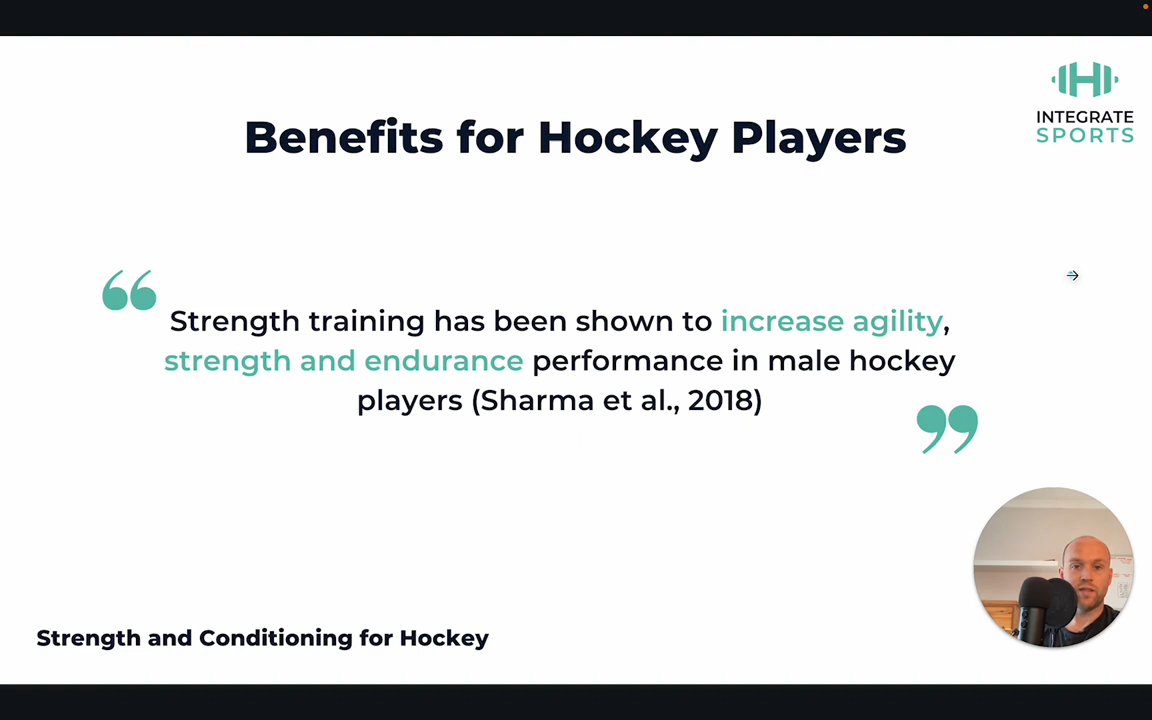 INTEGRATE
SPORTS
Benefits for Hockey Players
“Strength training has been shown to increase agility,
strength and endurance performance in male hockey
players (Sharma et al., 2018)”
Strength and Conditioning for Hockey